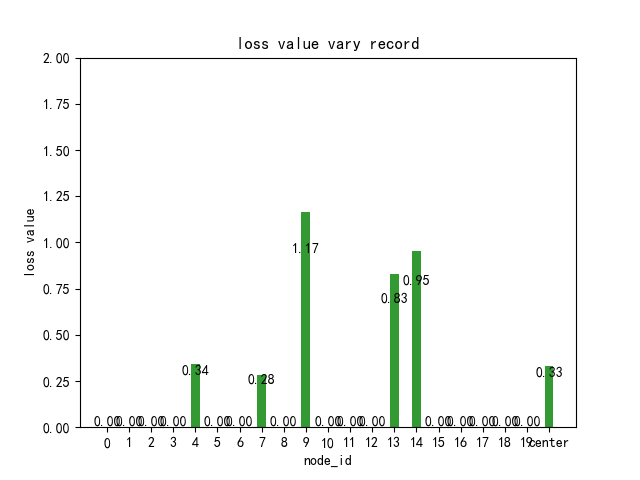 loss value vary record
2.00
1.75
1.50
1.25
1.00
0.75
0.50
0.25
0.00
loss value
0.00 0.00 0.00 0.00 0.34 0.00 0.00 0.28 0.00 1.17 0.00 0.00 0.00 0.83 0.95 0.00 0.00 0.00 0.00 0.00 0.33
0 1 2 3 4 5 6 7 8 9 10 11 12 13 14 15 16 17 18 19 center
node_id